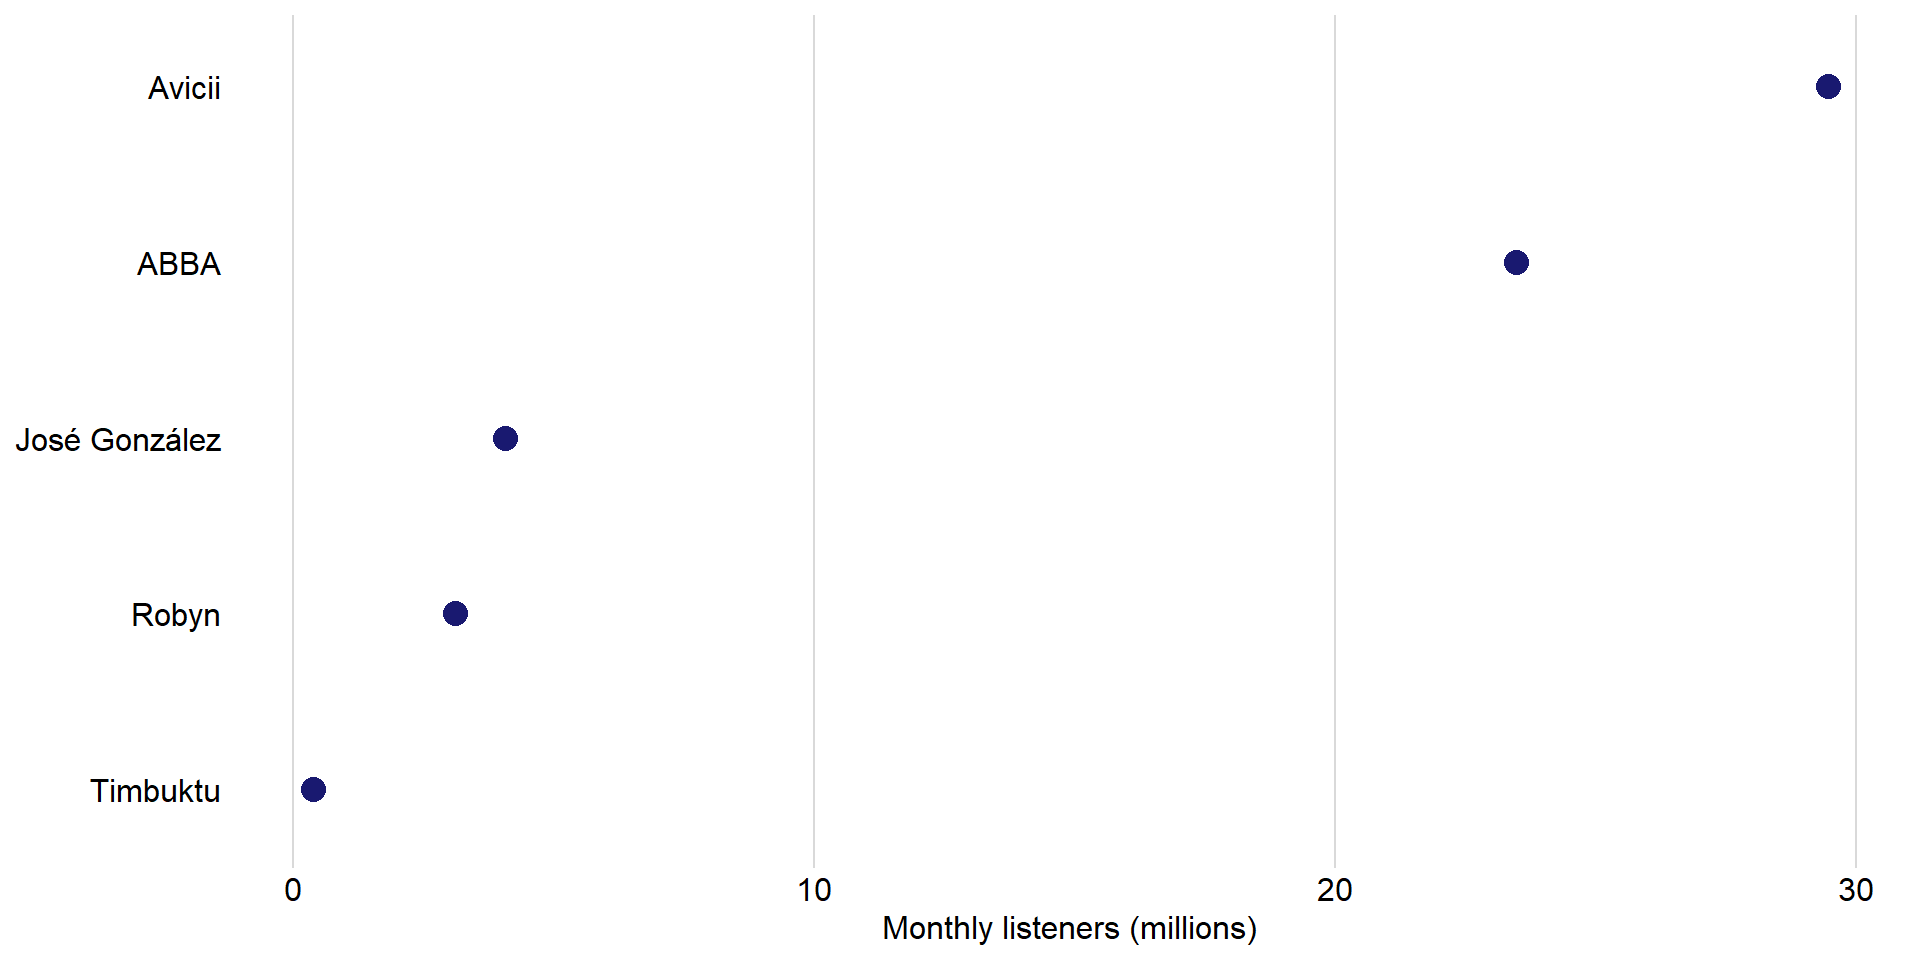 Avicii
ABBA
José González
Robyn
Timbuktu
0 10 20 30
Monthly listeners (millions)